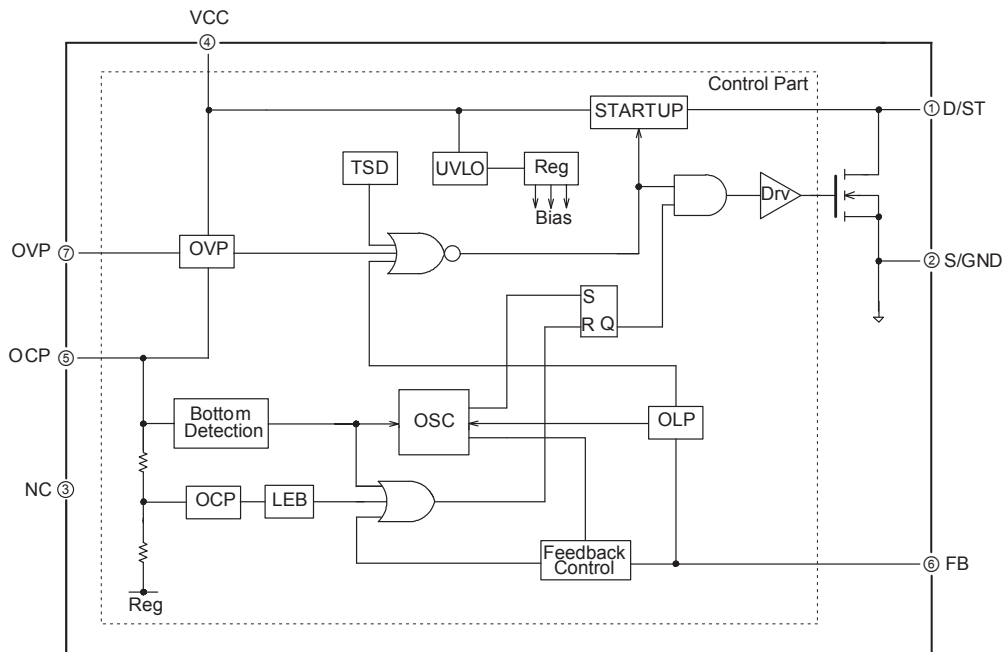 VCC
④
Control Part
STARTUP
① D/ST
TSD
UVLO
Reg
Bias
Drv
OVP ⑦
OVP
② S/GND
S
R Q
OCP ⑤
Bottom
Detection
OSC
OLP
NC ③
OCP
LEB
Feedback
Control
⑥ FB
Reg